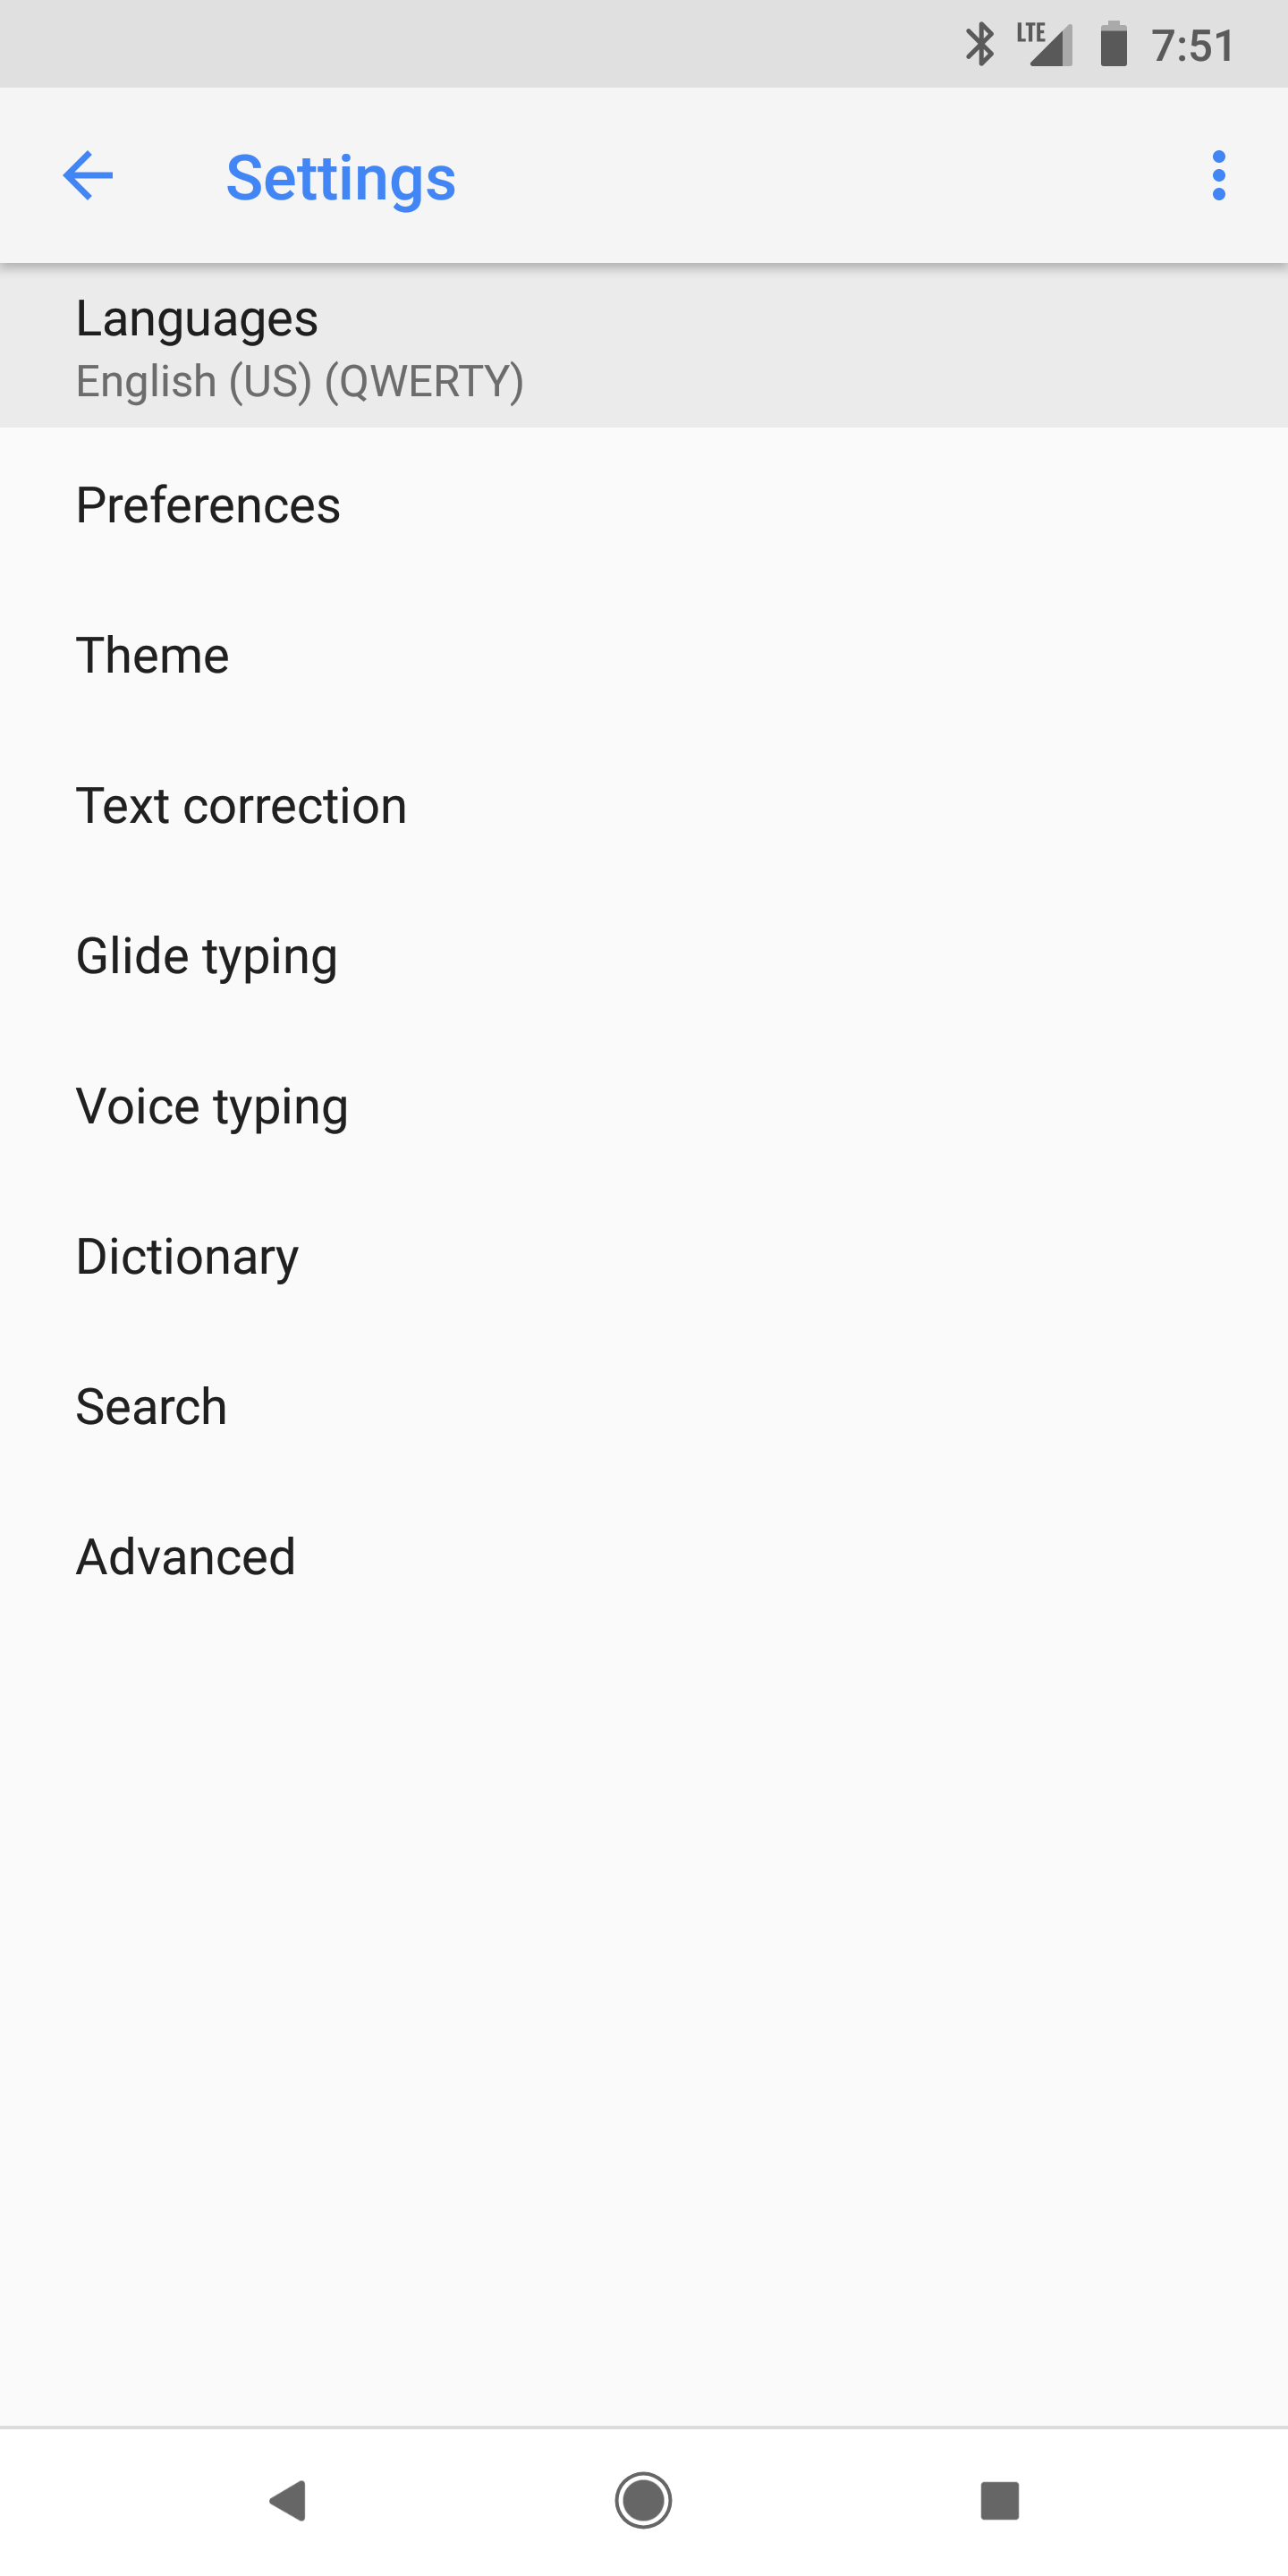 LTE 7:51
Settings
Languages
English (US) (QWERTY)
Preferences
Theme
Text correction
Glide typing
Voice typing
Dictionary
Search
Advanced